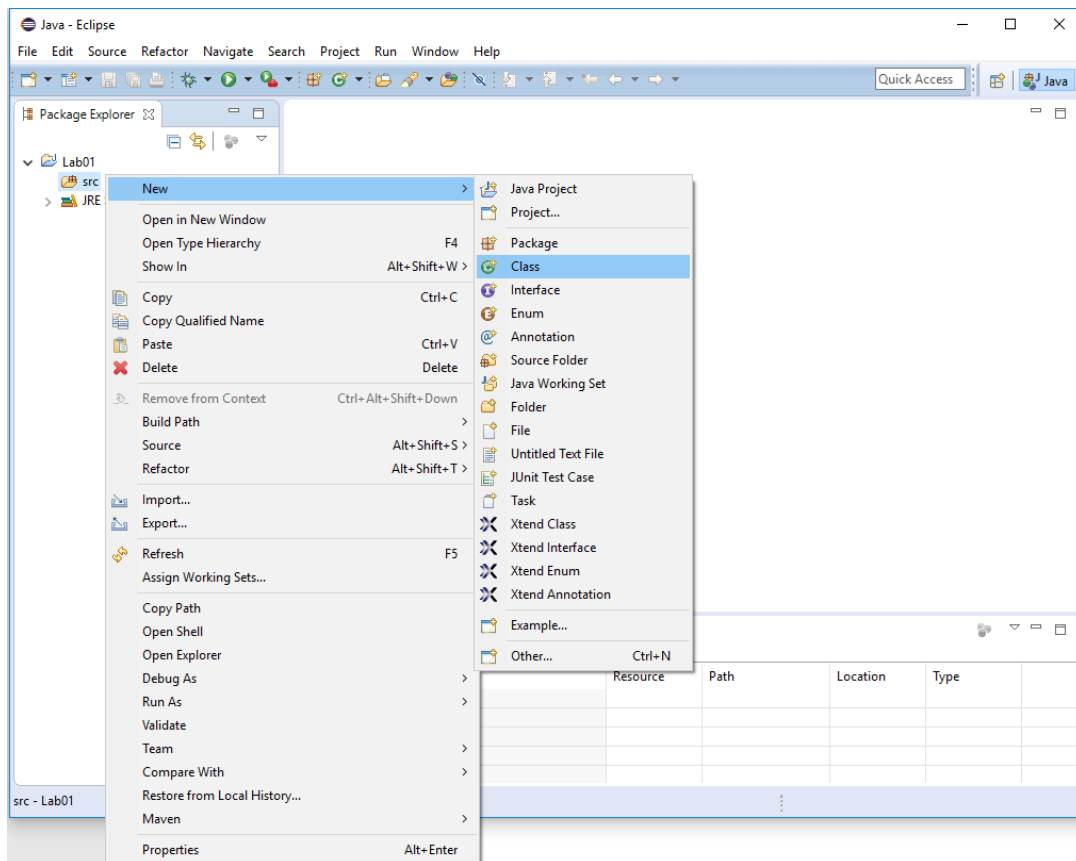 Java - Eclipse
File Edit Source Refactor Navigate Search Project Run Window Help
Quick Access
Java
Package Explorer
Lab01
src
JRE
New
Open in New Window
Open Type Hierarchy F4
Show In Alt+Shift+W
Copy Ctrl+C
Copy Qualified Name
Paste Ctrl+V
Delete Delete
Remove from Context Ctrl+Alt+Shift+Down
Build Path
Source Alt+Shift+S
Refactor Alt+Shift+T
Import...
Export...
Refresh F5
Assign Working Sets...
Copy Path
Open Shell
Open Explorer
Debug As
Run As
Validate
Team
Compare With
Restore from Local History...
Maven
Properties Alt+Enter
Java Project
Project...
Package
Class
Interface
Enum
Annotation
Source Folder
Java Working Set
Folder
File
Untitled Text File
JUnit Test Case
Task
Xtend Class
Xtend Interface
Xtend Enum
Xtend Annotation
Example...
Other... Ctrl+N
Resource Path Location Type
src - Lab01